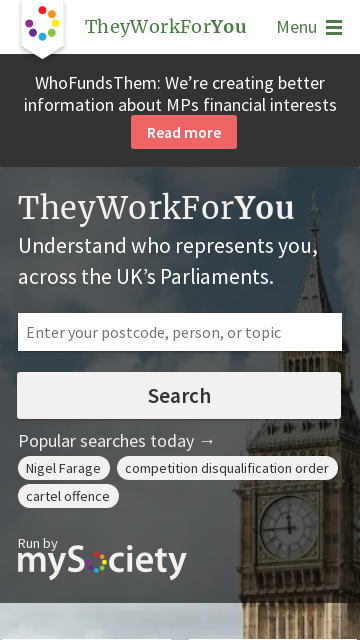 TheyWorkForYou
Menu
WhoFundsThem: We’re creating better
information about MPs financial interests
Read more
TheyWorkForYou
Understand who represents you,
across the UK’s Parliaments.
Enter your postcode, person, or topic
Search
Popular searches today →
Nigel Farage
competition disqualification order
cartel offence
Run by
mySociety